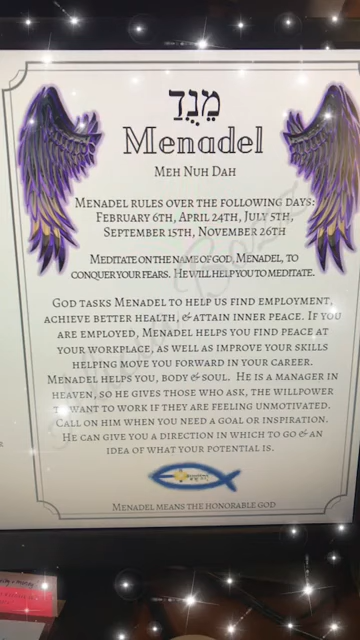 מֵנֻדַ
Menadel
Meh Nuh Dah
Menadel rules over the following days:
February 6th, April 24th, July 5th,
September 15th, November 26th
Meditate on the name of God, Menadel, to
conquer your fears. He will help you to meditate.
God tasks Menadel to help us find employment,
achieve better health, & attain inner peace. If you
are employed, Menadel helps you find peace at
your workplace, as well as improve your skills
helping move you forward in your career.
Menadel helps you, body & soul. He is a manager in
heaven, so he gives those who ask, the willpower
to want to work if they are feeling unmotivated.
Call on him when you need a goal or inspiration.
He can give you a direction in which to go & an
idea of what your potential is.
Menadel means the honorable god